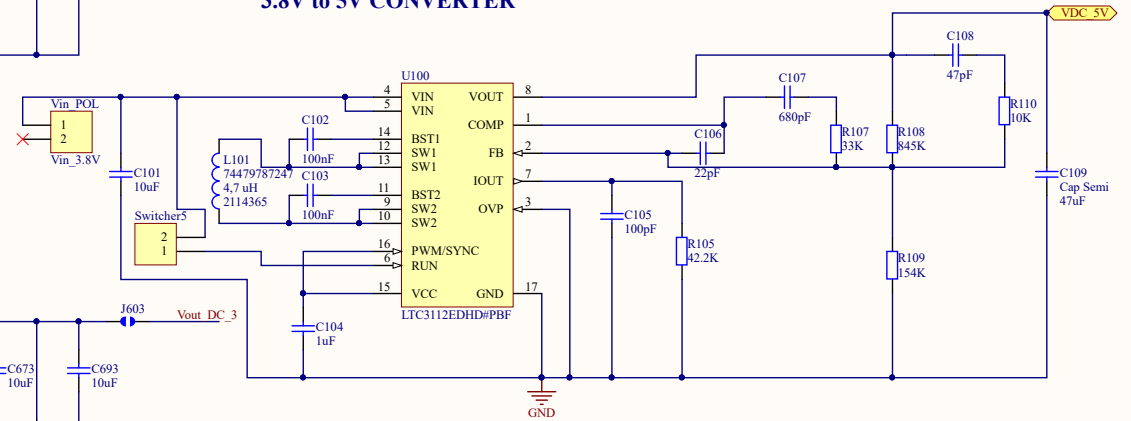 3.8V to 5V CONVERTER
VDC_5V
C108
47pF
U100
C107
680pF
R110
10K
Vin_POL
1
2
Vin_3.8V
4 VIN VOUT 8
5 VIN
COMP 1
C102
100nF
14 BST1
12 SW1 FB 2
13 SW1
C106
22pF
R107
33K
R108
845K
L101
74479787247
4,7 uH
2114365
C101
10uF
C103
100nF
11 BST2 IOUT 7
9 SW2 OVP 3
10 SW2
C109
Cap Semi
47uF
Switcher5
2
1
C105
100pF
R105
42.2K
R109
154K
16 PWM/SYNC
6 RUN
15 VCC GND 17
LTC3112EDHD#PBF
J603
Vout_DC_3
C104
1uF
C673
10uF
C693
10uF
GND